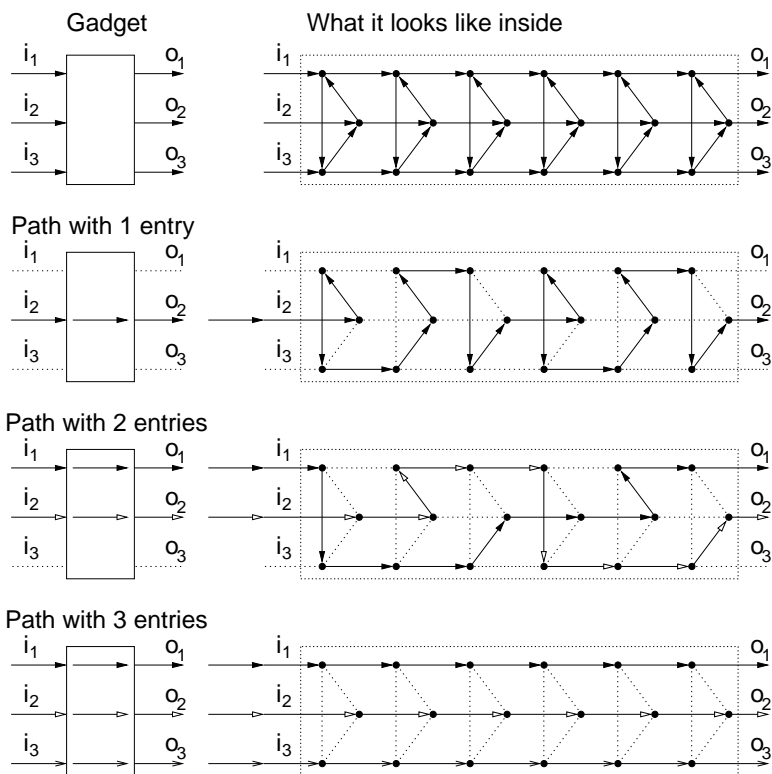 Gadget What it looks like inside
i1 o1 i1 o1
i2 o2 i2 o2
i3 o3 i3 o3
Path with 1 entry
i1 o1 i1 o1
i2 o2 i2 o2
i3 o3 i3 o3
Path with 2 entries
i1 o1 i1 o1
i2 o2 i2 o2
i3 o3 i3 o3
Path with 3 entries
i1 o1 i1 o1
i2 o2 i2 o2
i3 o3 i3 o3